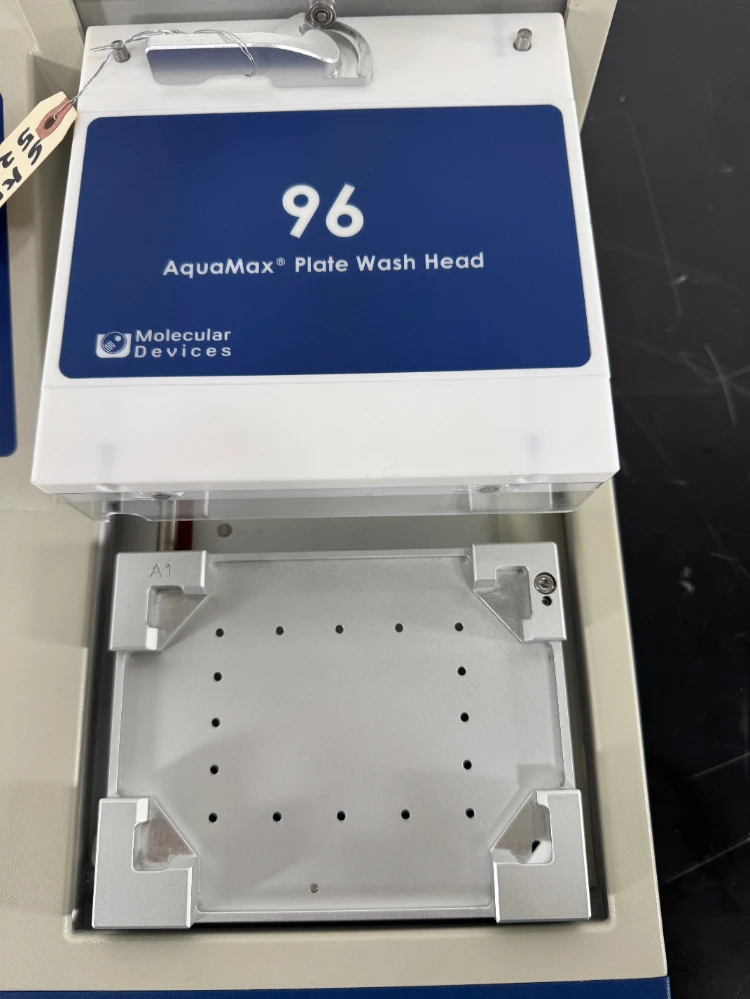 96
AquaMax® Plate Wash Head
Molecular
Devices
A1